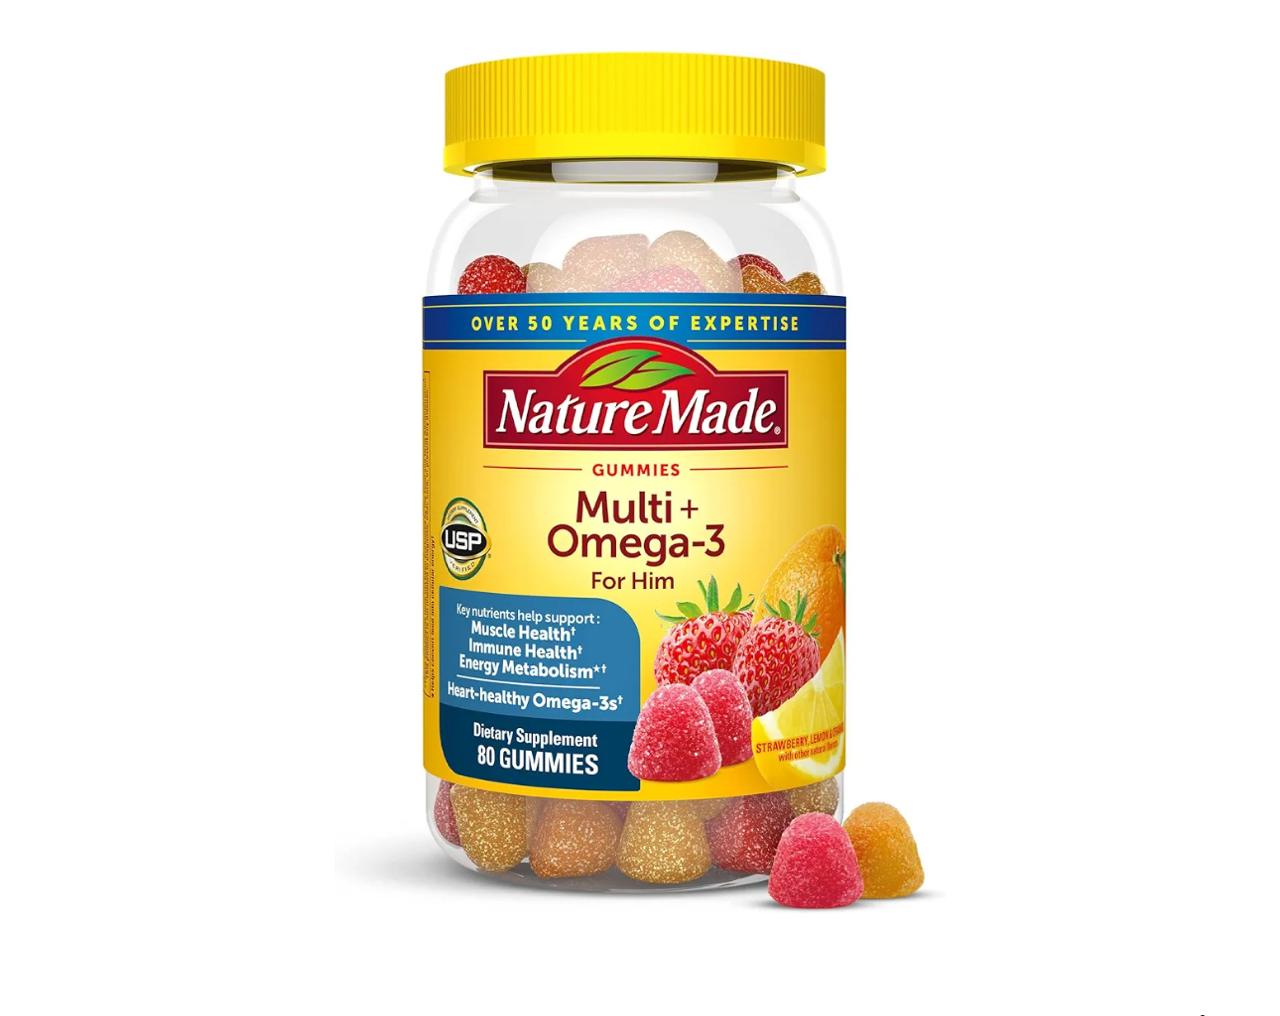 OVER 50 YEARS OF EXPERTISE
Nature Made®
GUMMIES
Multi +
Omega-3
For Him
USP
VERIFIED
Key nutrients help support:
Muscle Health†
Immune Health†
Energy Metabolism*†
Heart-healthy Omega-3s†
Dietary Supplement
80 GUMMIES
STRAWBERRY, LEMON &
with other natural